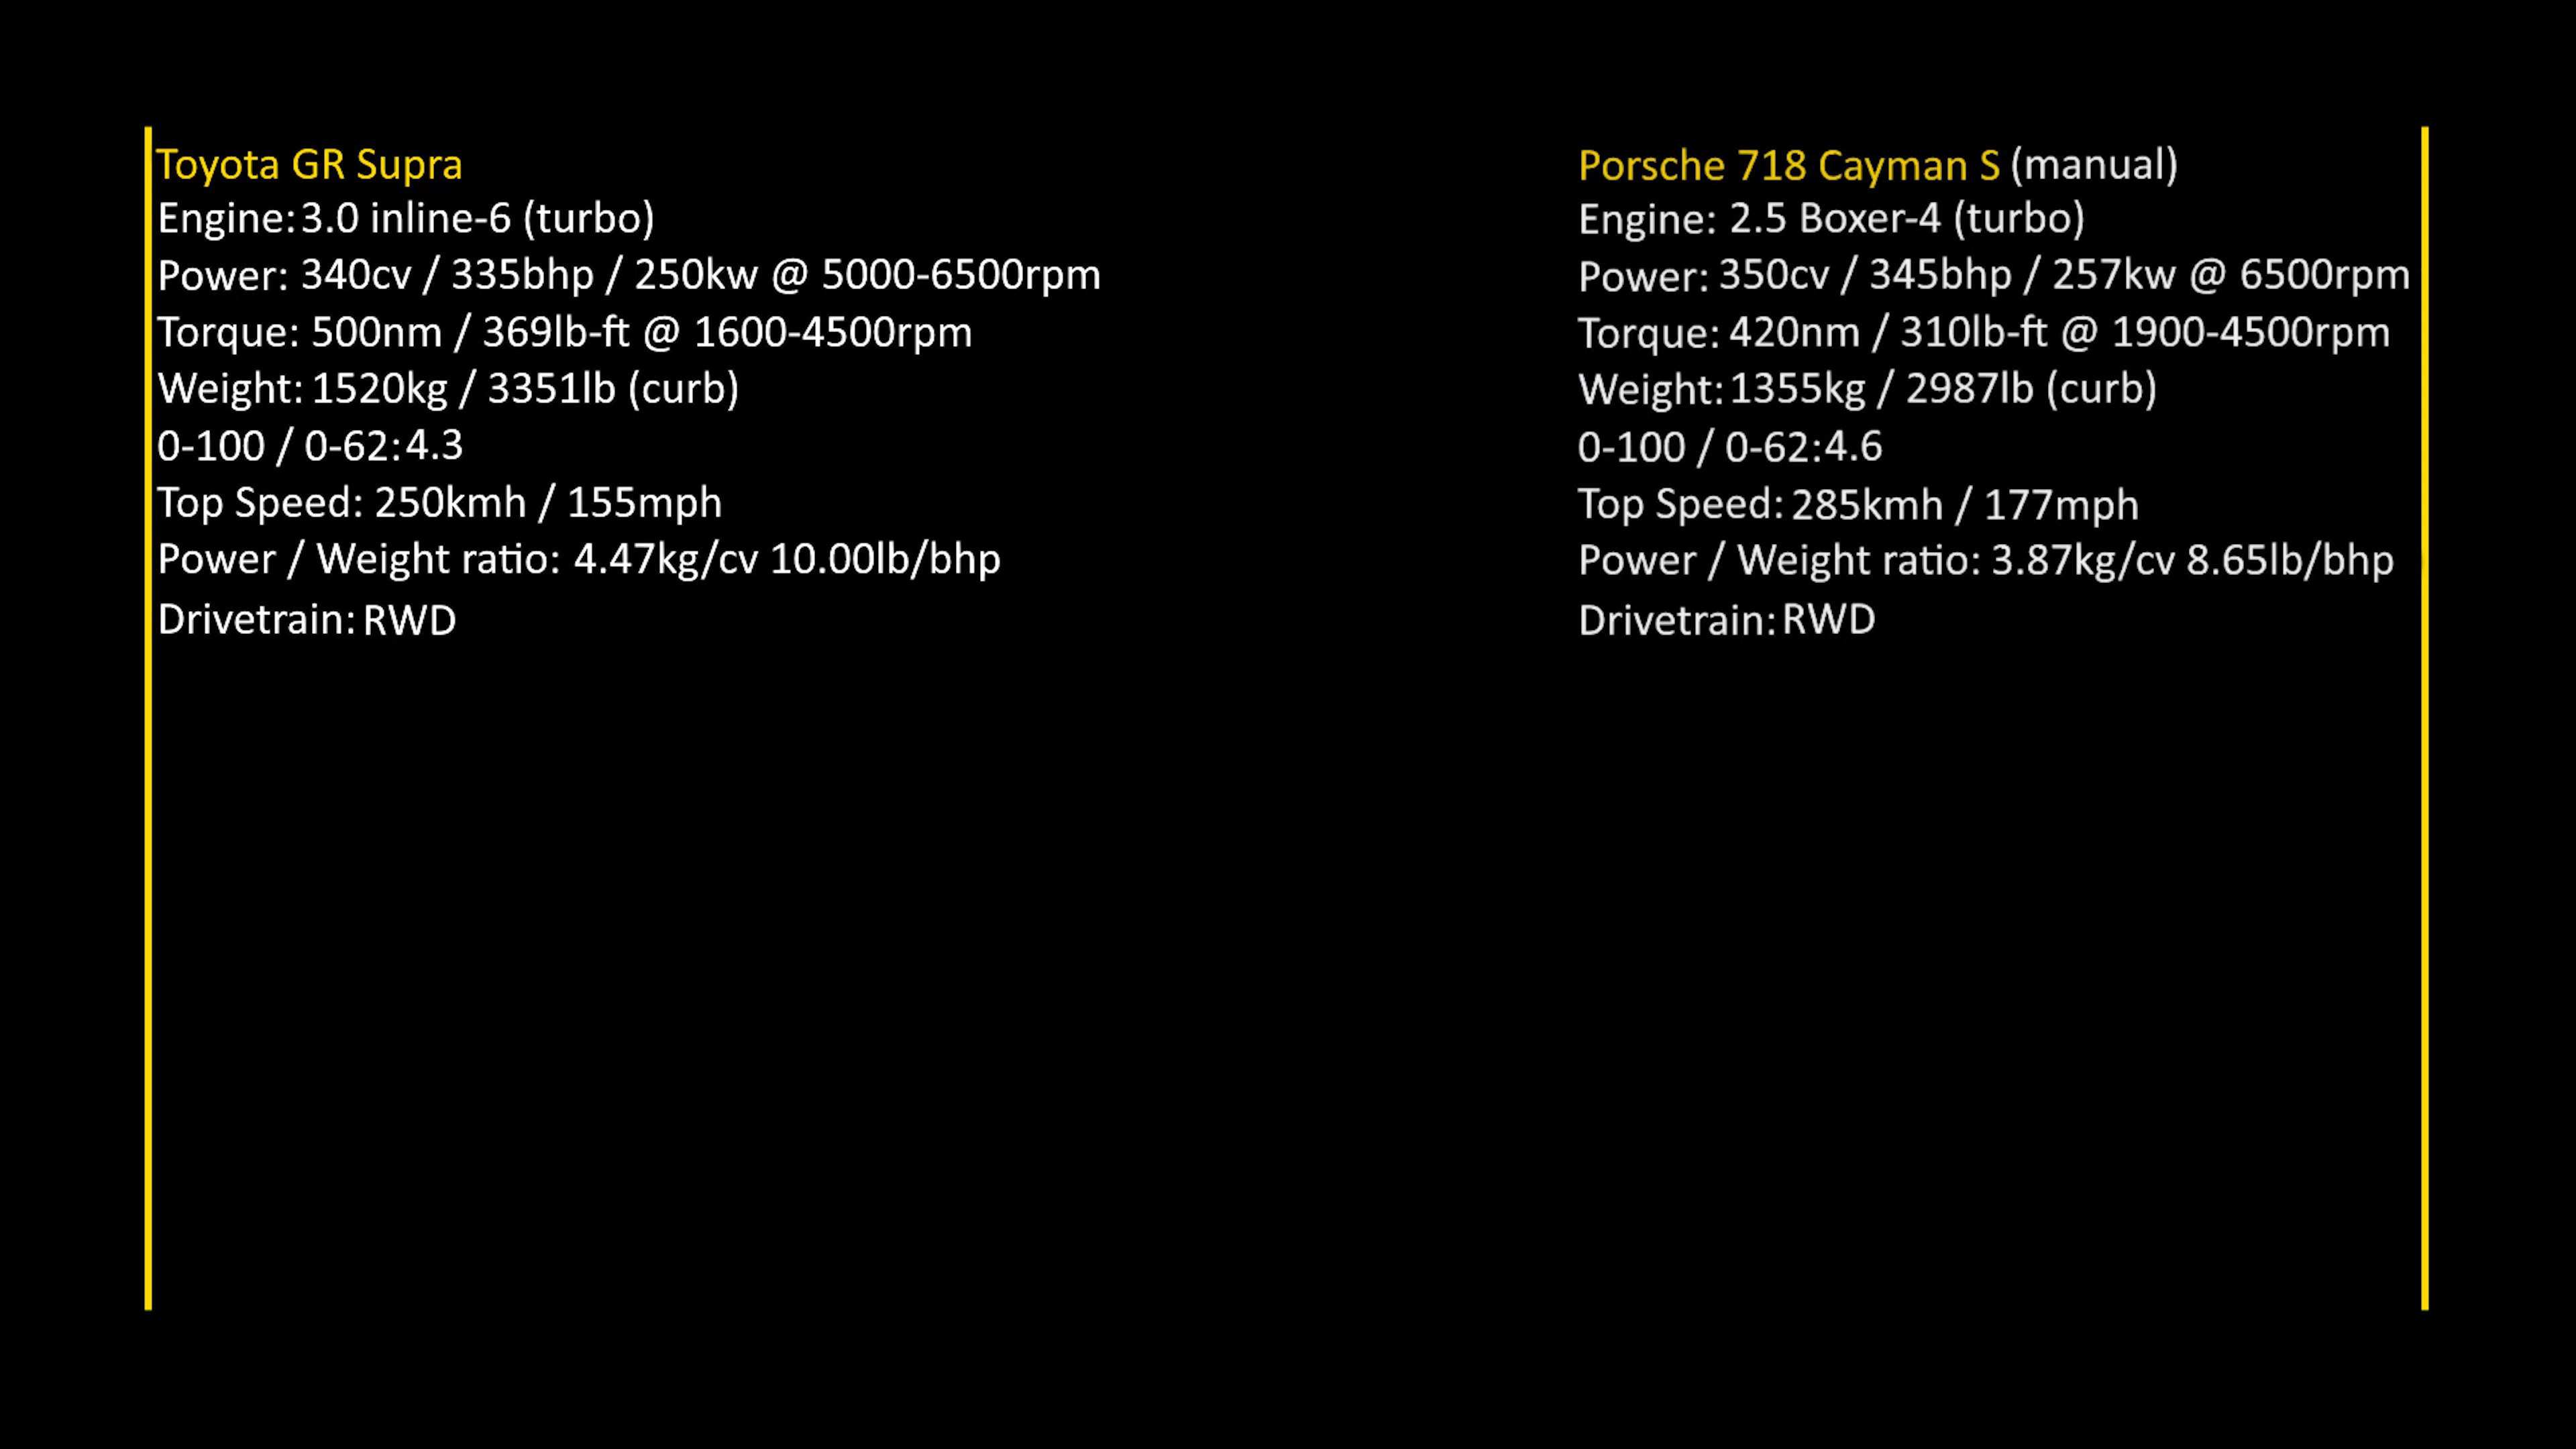 Toyota GR Supra
Engine: 3.0 inline-6 (turbo)
Power: 340cv / 335bhp / 250kw @ 5000-6500rpm
Torque: 500nm / 369lb-ft @ 1600-4500rpm
Weight: 1520kg / 3351lb (curb)
0-100 / 0-62: 4.3
Top Speed: 250kmh / 155mph
Power / Weight ratio: 4.47kg/cv 10.00lb/bhp
Drivetrain: RWD
Porsche 718 Cayman S (manual)
Engine: 2.5 Boxer-4 (turbo)
Power: 350cv / 345bhp / 257kw @ 6500rpm
Torque: 420nm / 310lb-ft @ 1900-4500rpm
Weight: 1355kg / 2987lb (curb)
0-100 / 0-62: 4.6
Top Speed: 285kmh / 177mph
Power / Weight ratio: 3.87kg/cv 8.65lb/bhp
Drivetrain: RWD